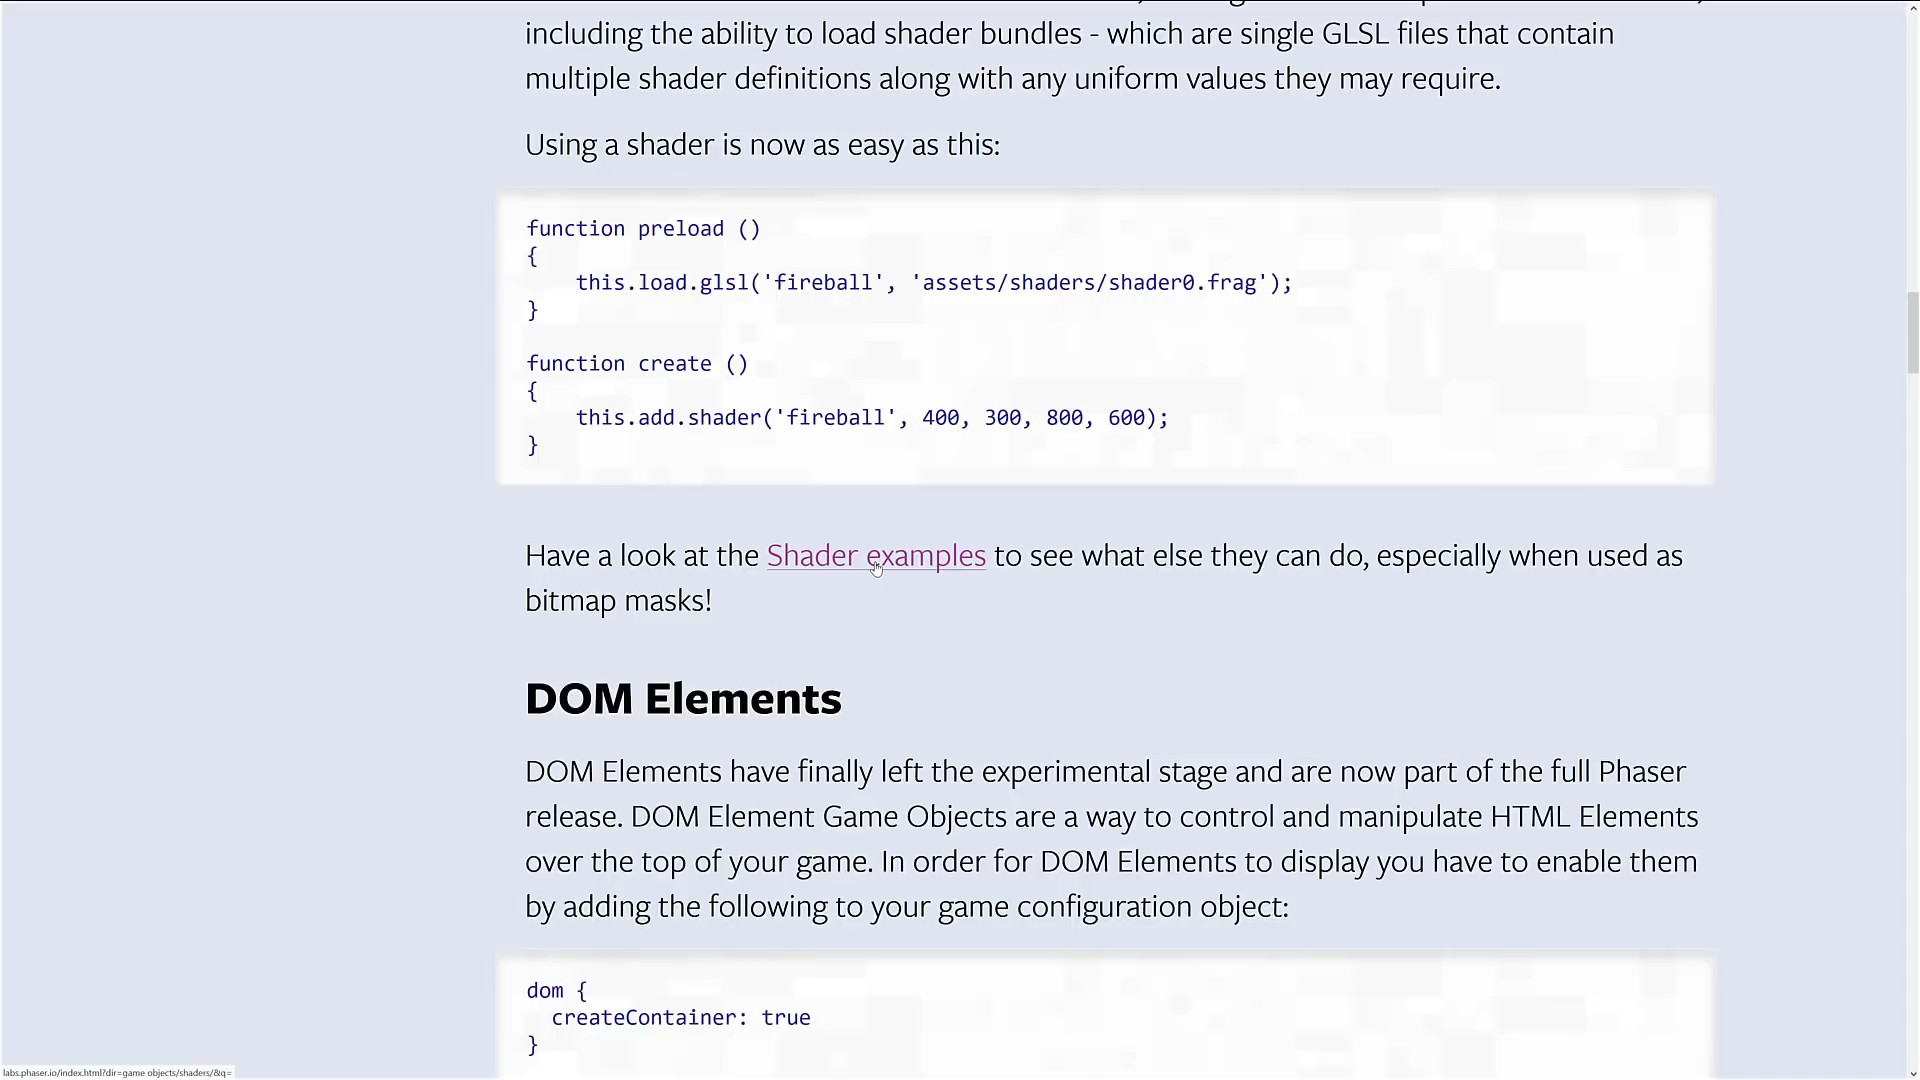 including the ability to load shader bundles - which are single GLSL files that contain
multiple shader definitions along with any uniform values they may require.
Using a shader is now as easy as this:
function preload ()
{
    this.load.glsl('fireball', 'assets/shaders/shader0.frag');
}
function create ()
{
    this.add.shader('fireball', 400, 300, 800, 600);
}
Have a look at the Shader examples to see what else they can do, especially when used as
bitmap masks!
DOM Elements
DOM Elements have finally left the experimental stage and are now part of the full Phaser
release. DOM Element Game Objects are a way to control and manipulate HTML Elements
over the top of your game. In order for DOM Elements to display you have to enable them
by adding the following to your game configuration object:
dom {
  createContainer: true
}
labs.phaser.io/index.html?dir=game objects/shaders/&q=